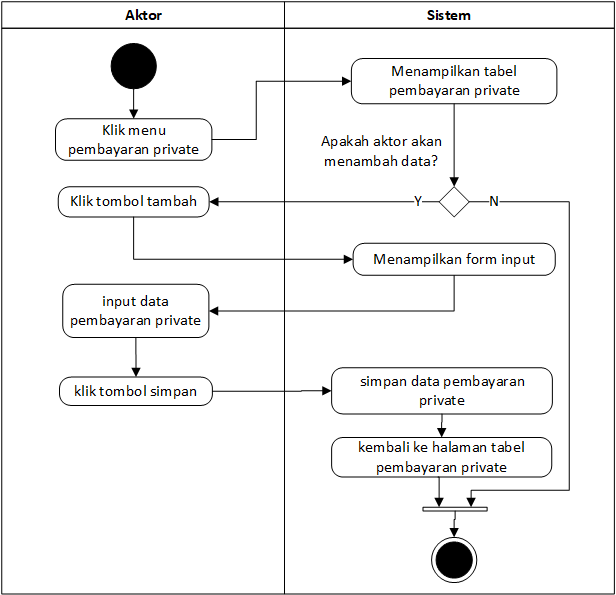 Aktor
Sistem
Klik menu
pembayaran private
Menampilkan tabel
pembayaran private
Apakah aktor akan
menambah data?
Y
N
Klik tombol tambah
Menampilkan form input
input data
pembayaran private
klik tombol simpan
simpan data pembayaran
private
kembali ke halaman tabel
pembayaran private